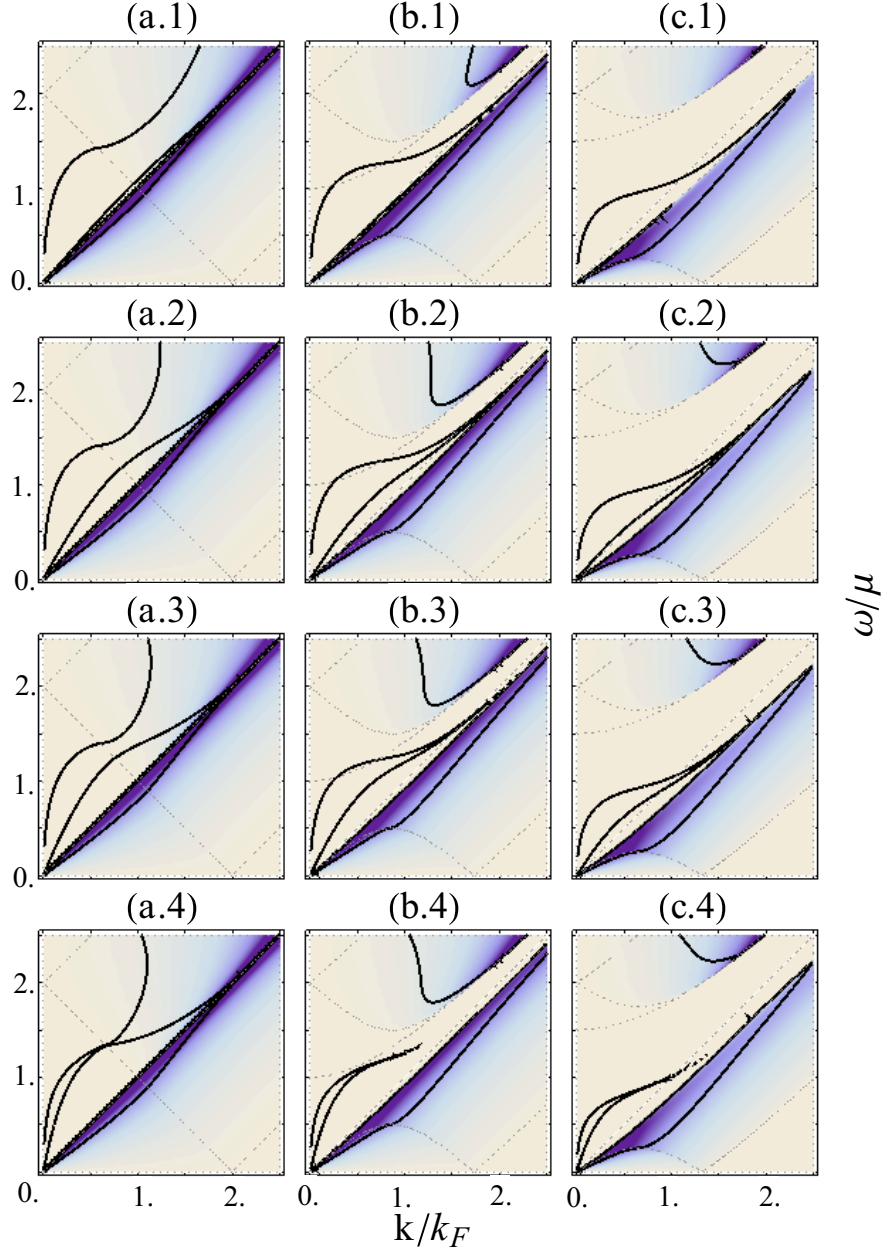 (a.1) (b.1) (c.1)
2.
1.
0.
(a.2) (b.2) (c.2)
2.
1.
0.
(a.3) (b.3) (c.3)
2.
1.
0.
(a.4) (b.4) (c.4)
2.
1.
0. 1. 2. 0. 1. 2. 0. 1. 2.
k/k_F
ω/μ